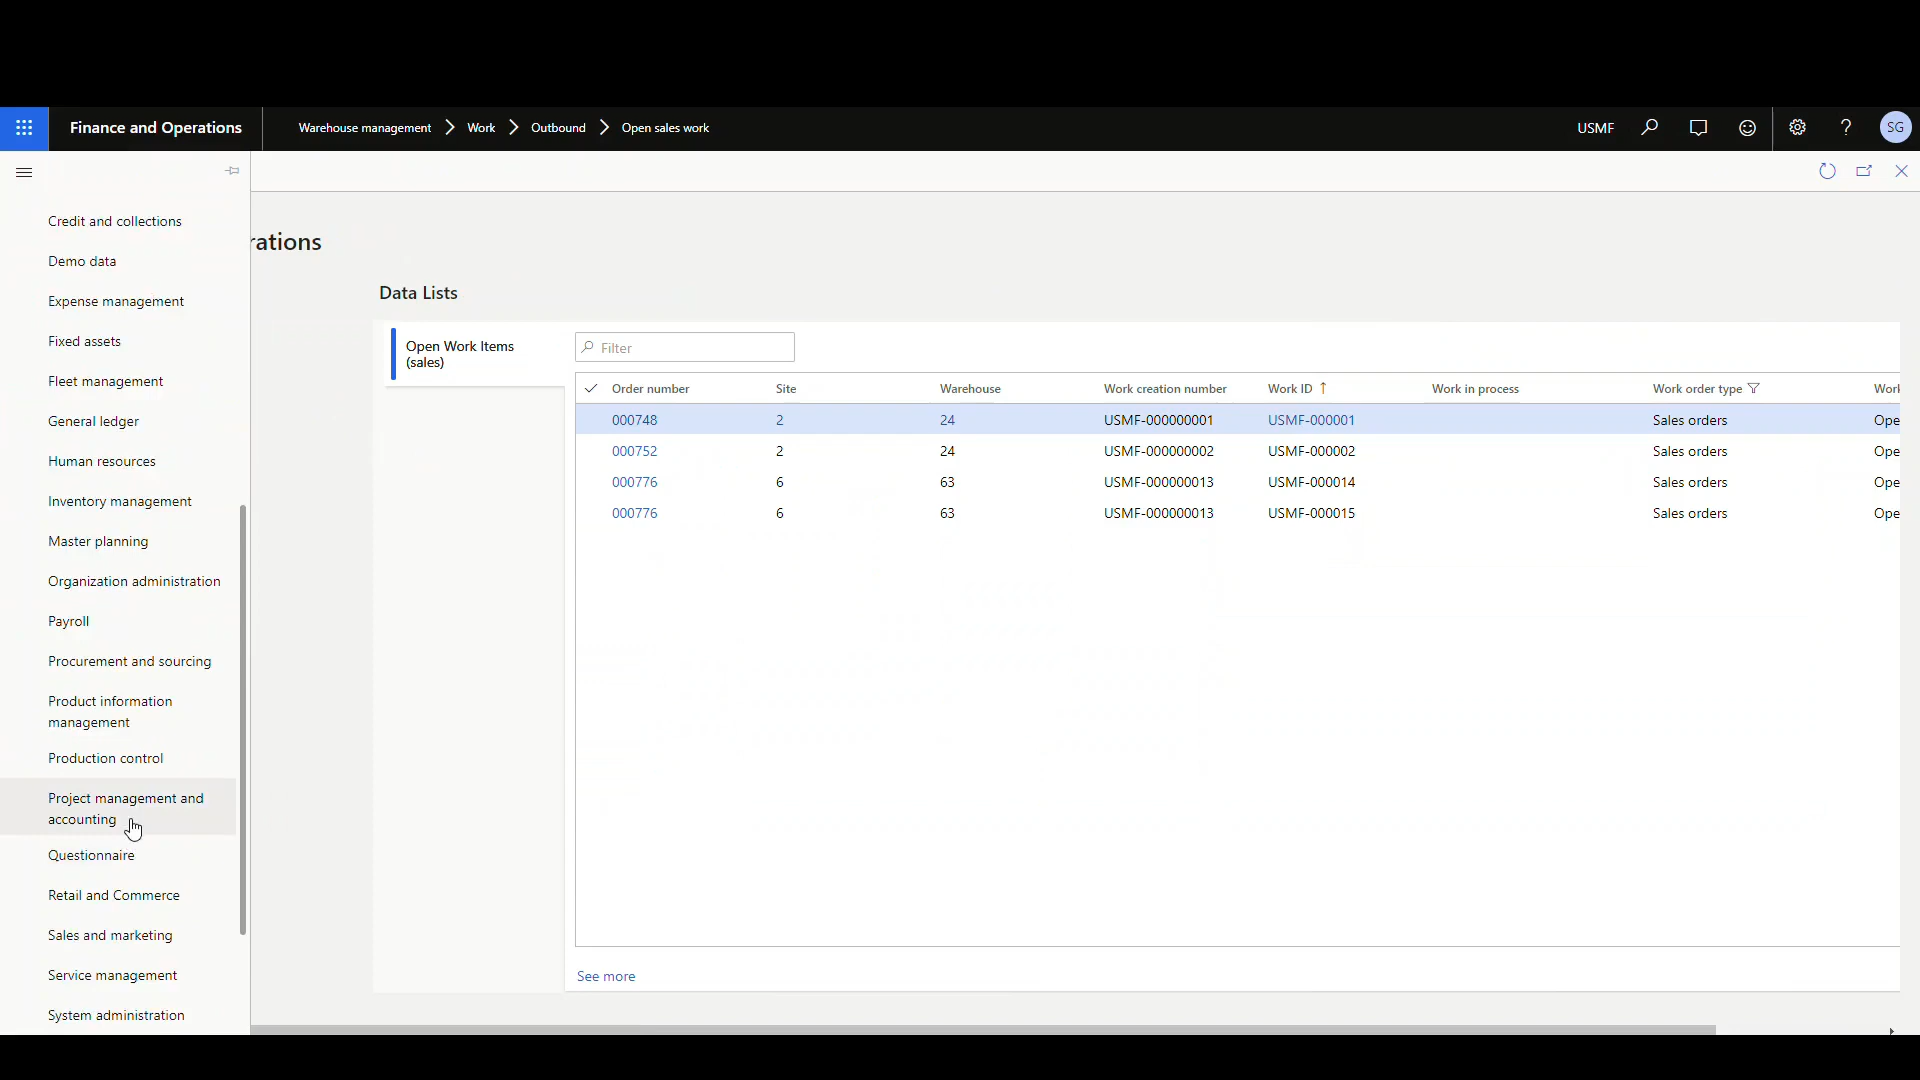 Finance and Operations
Warehouse management
Work
Outbound
Open sales work
USMF
?
SG
Credit and collections
Demo data
Expense management
Fixed assets
Fleet management
General ledger
Human resources
Inventory management
Master planning
Organization administration
Payroll
Procurement and sourcing
Product information
management
Production control
Project management and
accounting
Questionnaire
Retail and Commerce
Sales and marketing
Service management
System administration
rations
Data Lists
Open Work Items
(sales)
Filter
Order number Site Warehouse Work creation number Work ID Work in process Work order type Work
000748 2 24 USMF-000000001 USMF-000001 Sales orders Ope
000752 2 24 USMF-000000002 USMF-000002 Sales orders Ope
000776 6 63 USMF-000000013 USMF-000014 Sales orders Ope
000776 6 63 USMF-000000013 USMF-000015 Sales orders Ope
See more